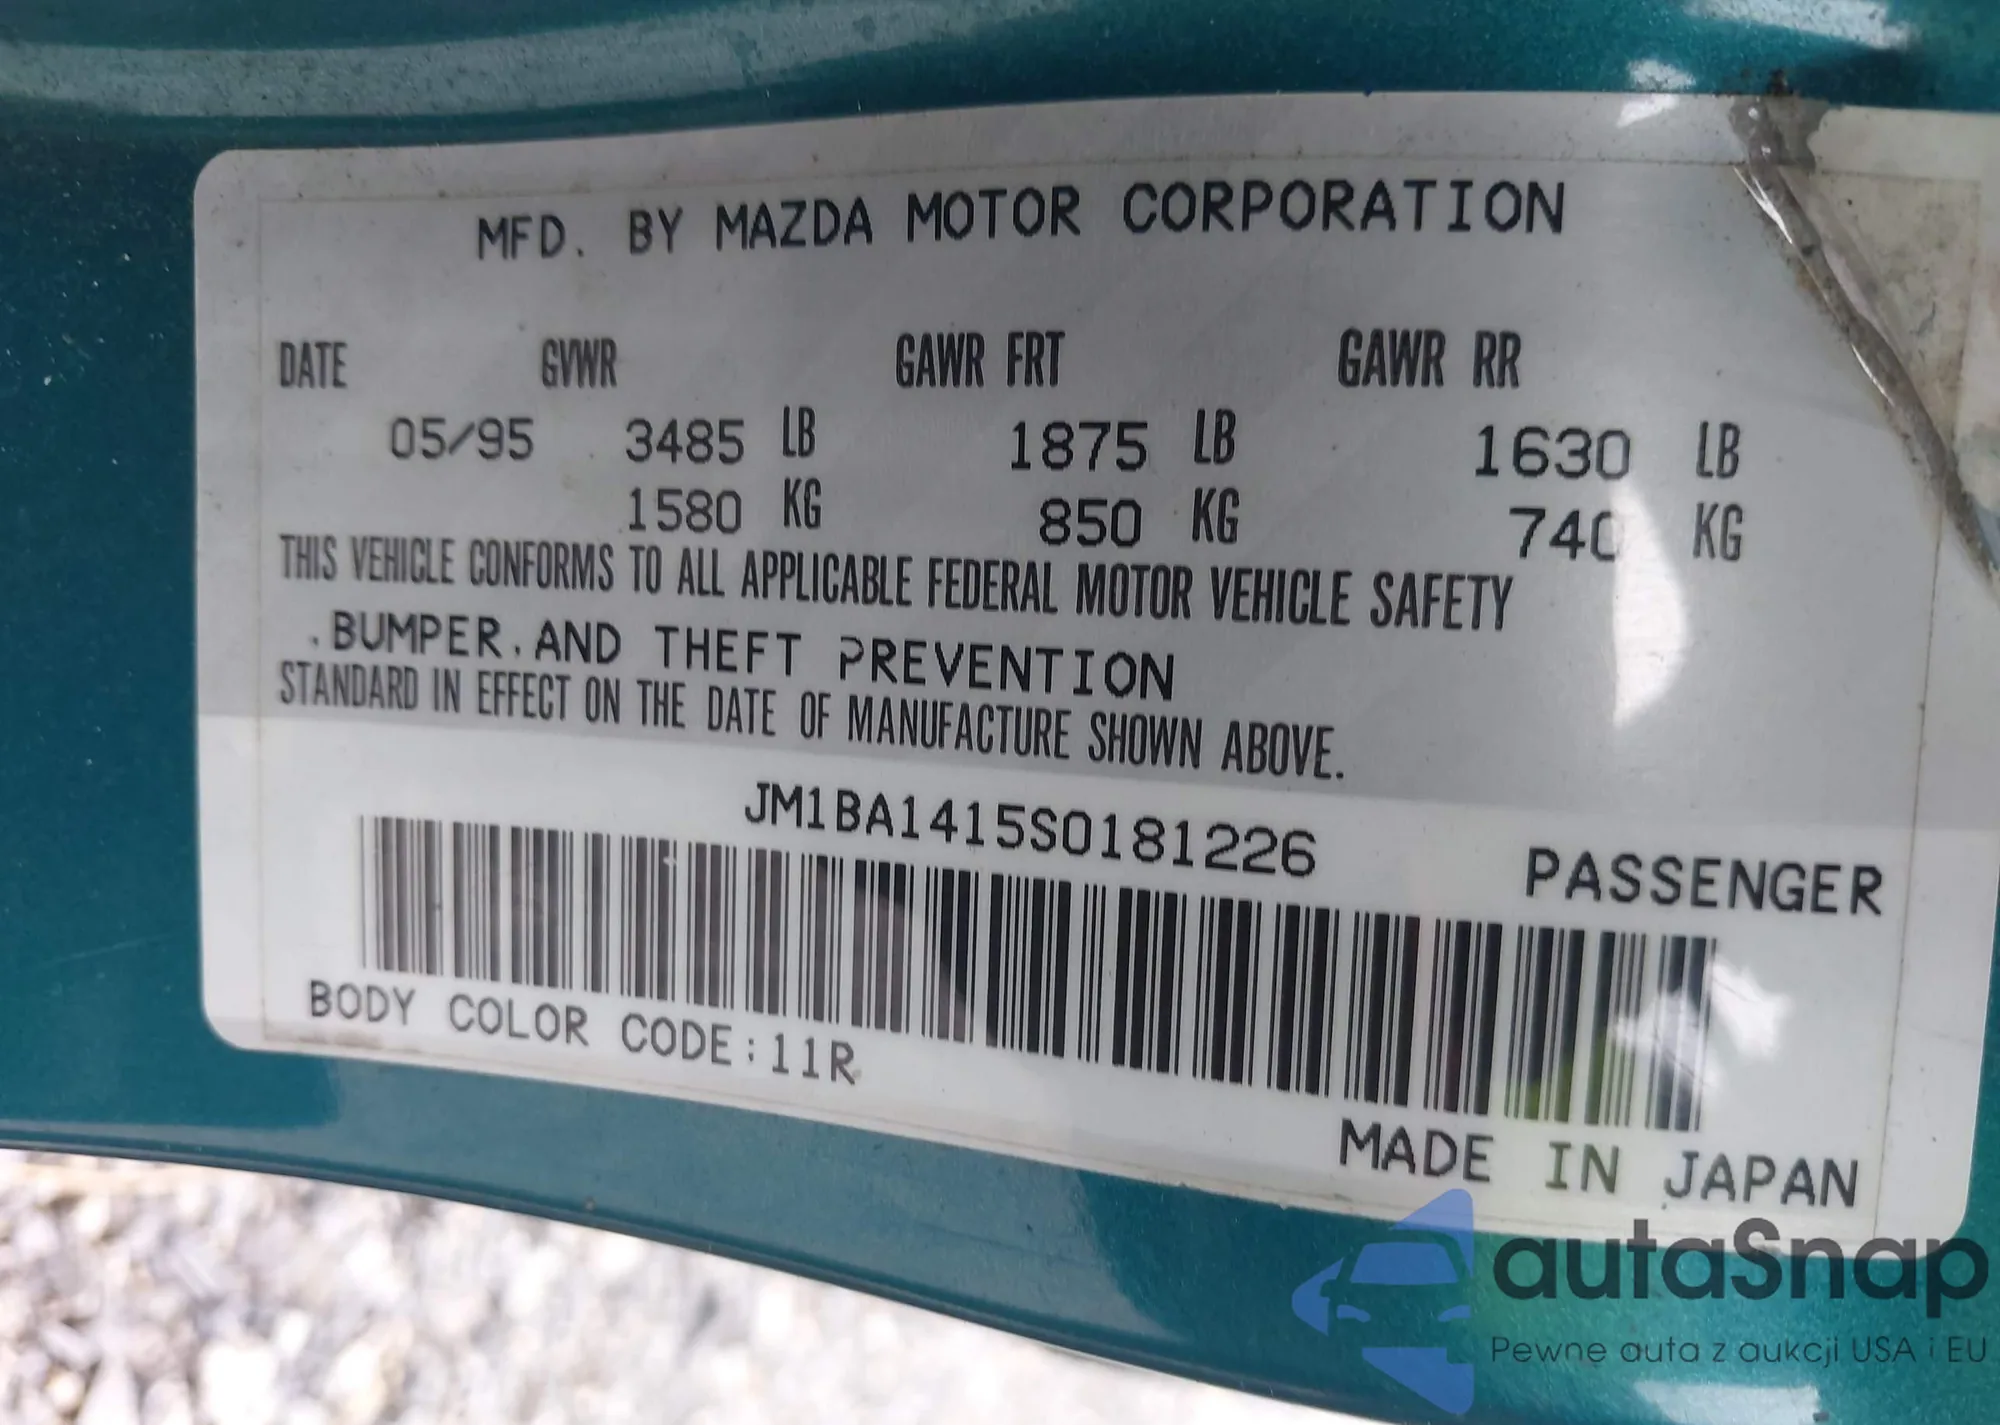 MFD. BY MAZDA MOTOR CORPORATION
DATE GVWR GAWR FRT GAWR RR
05/95 3485 LB 1875 LB 1630 LB
1580 KG 850 KG 740 KG
THIS VEHICLE CONFORMS TO ALL APPLICABLE FEDERAL MOTOR VEHICLE SAFETY
,BUMPER,AND THEFT PREVENTION
STANDARD IN EFFECT ON THE DATE OF MANUFACTURE SHOWN ABOVE.
JM1BA1415S0181226
PASSENGER
BODY COLOR CODE:11R
MADE IN JAPAN
autaSnap
Pewne auta z aukcji USA i EU